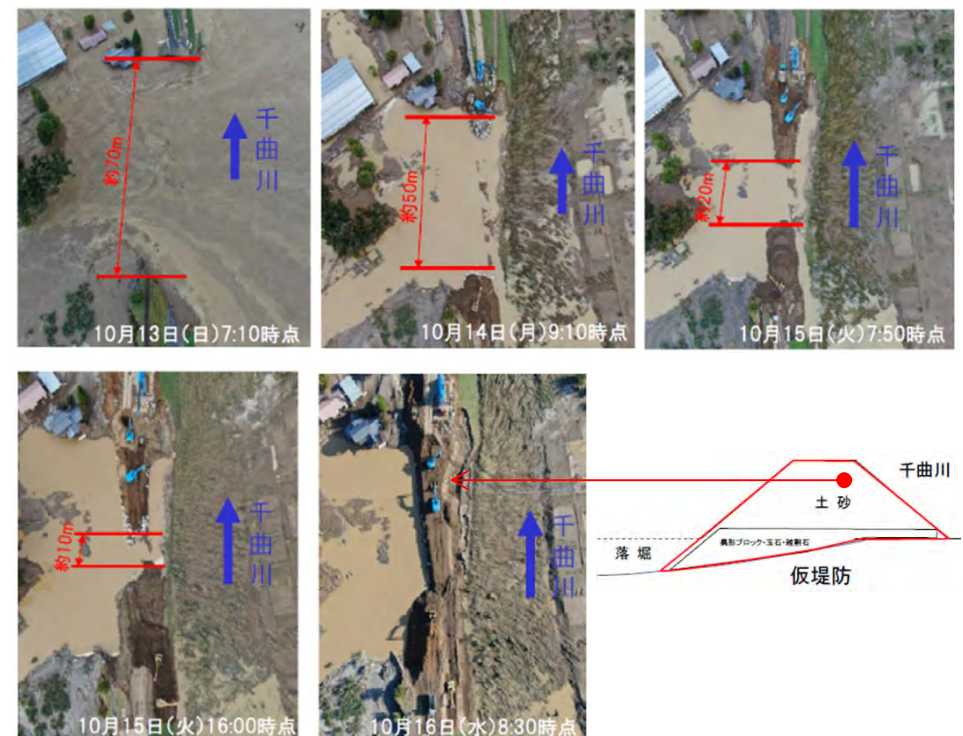 約70m
千曲川
10月13日(日)7:10時点
約50m
千曲川
10月14日(月)9:10時点
約20m
千曲川
10月15日(火)7:50時点
約10m
千曲川
10月15日(火)16:00時点
千曲川
10月16日(水)8:30時点
千曲川
土砂
異形ブロック・玉石・雑割石
落堀
仮堤防